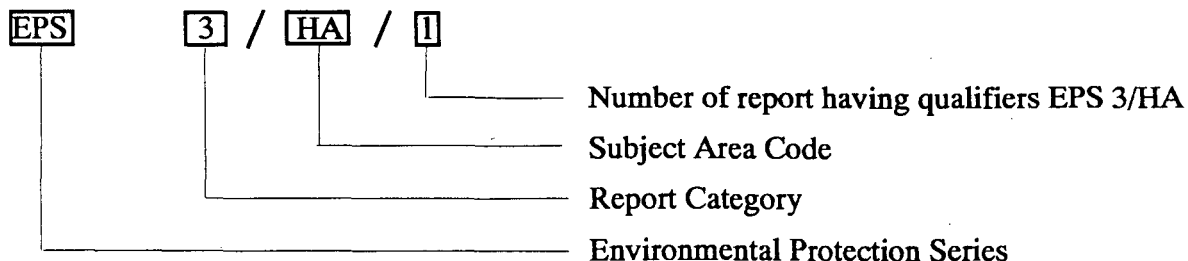 EPS 3 / HA / 1
Number of report having qualifiers EPS 3/HA
Subject Area Code
Report Category
Environmental Protection Series